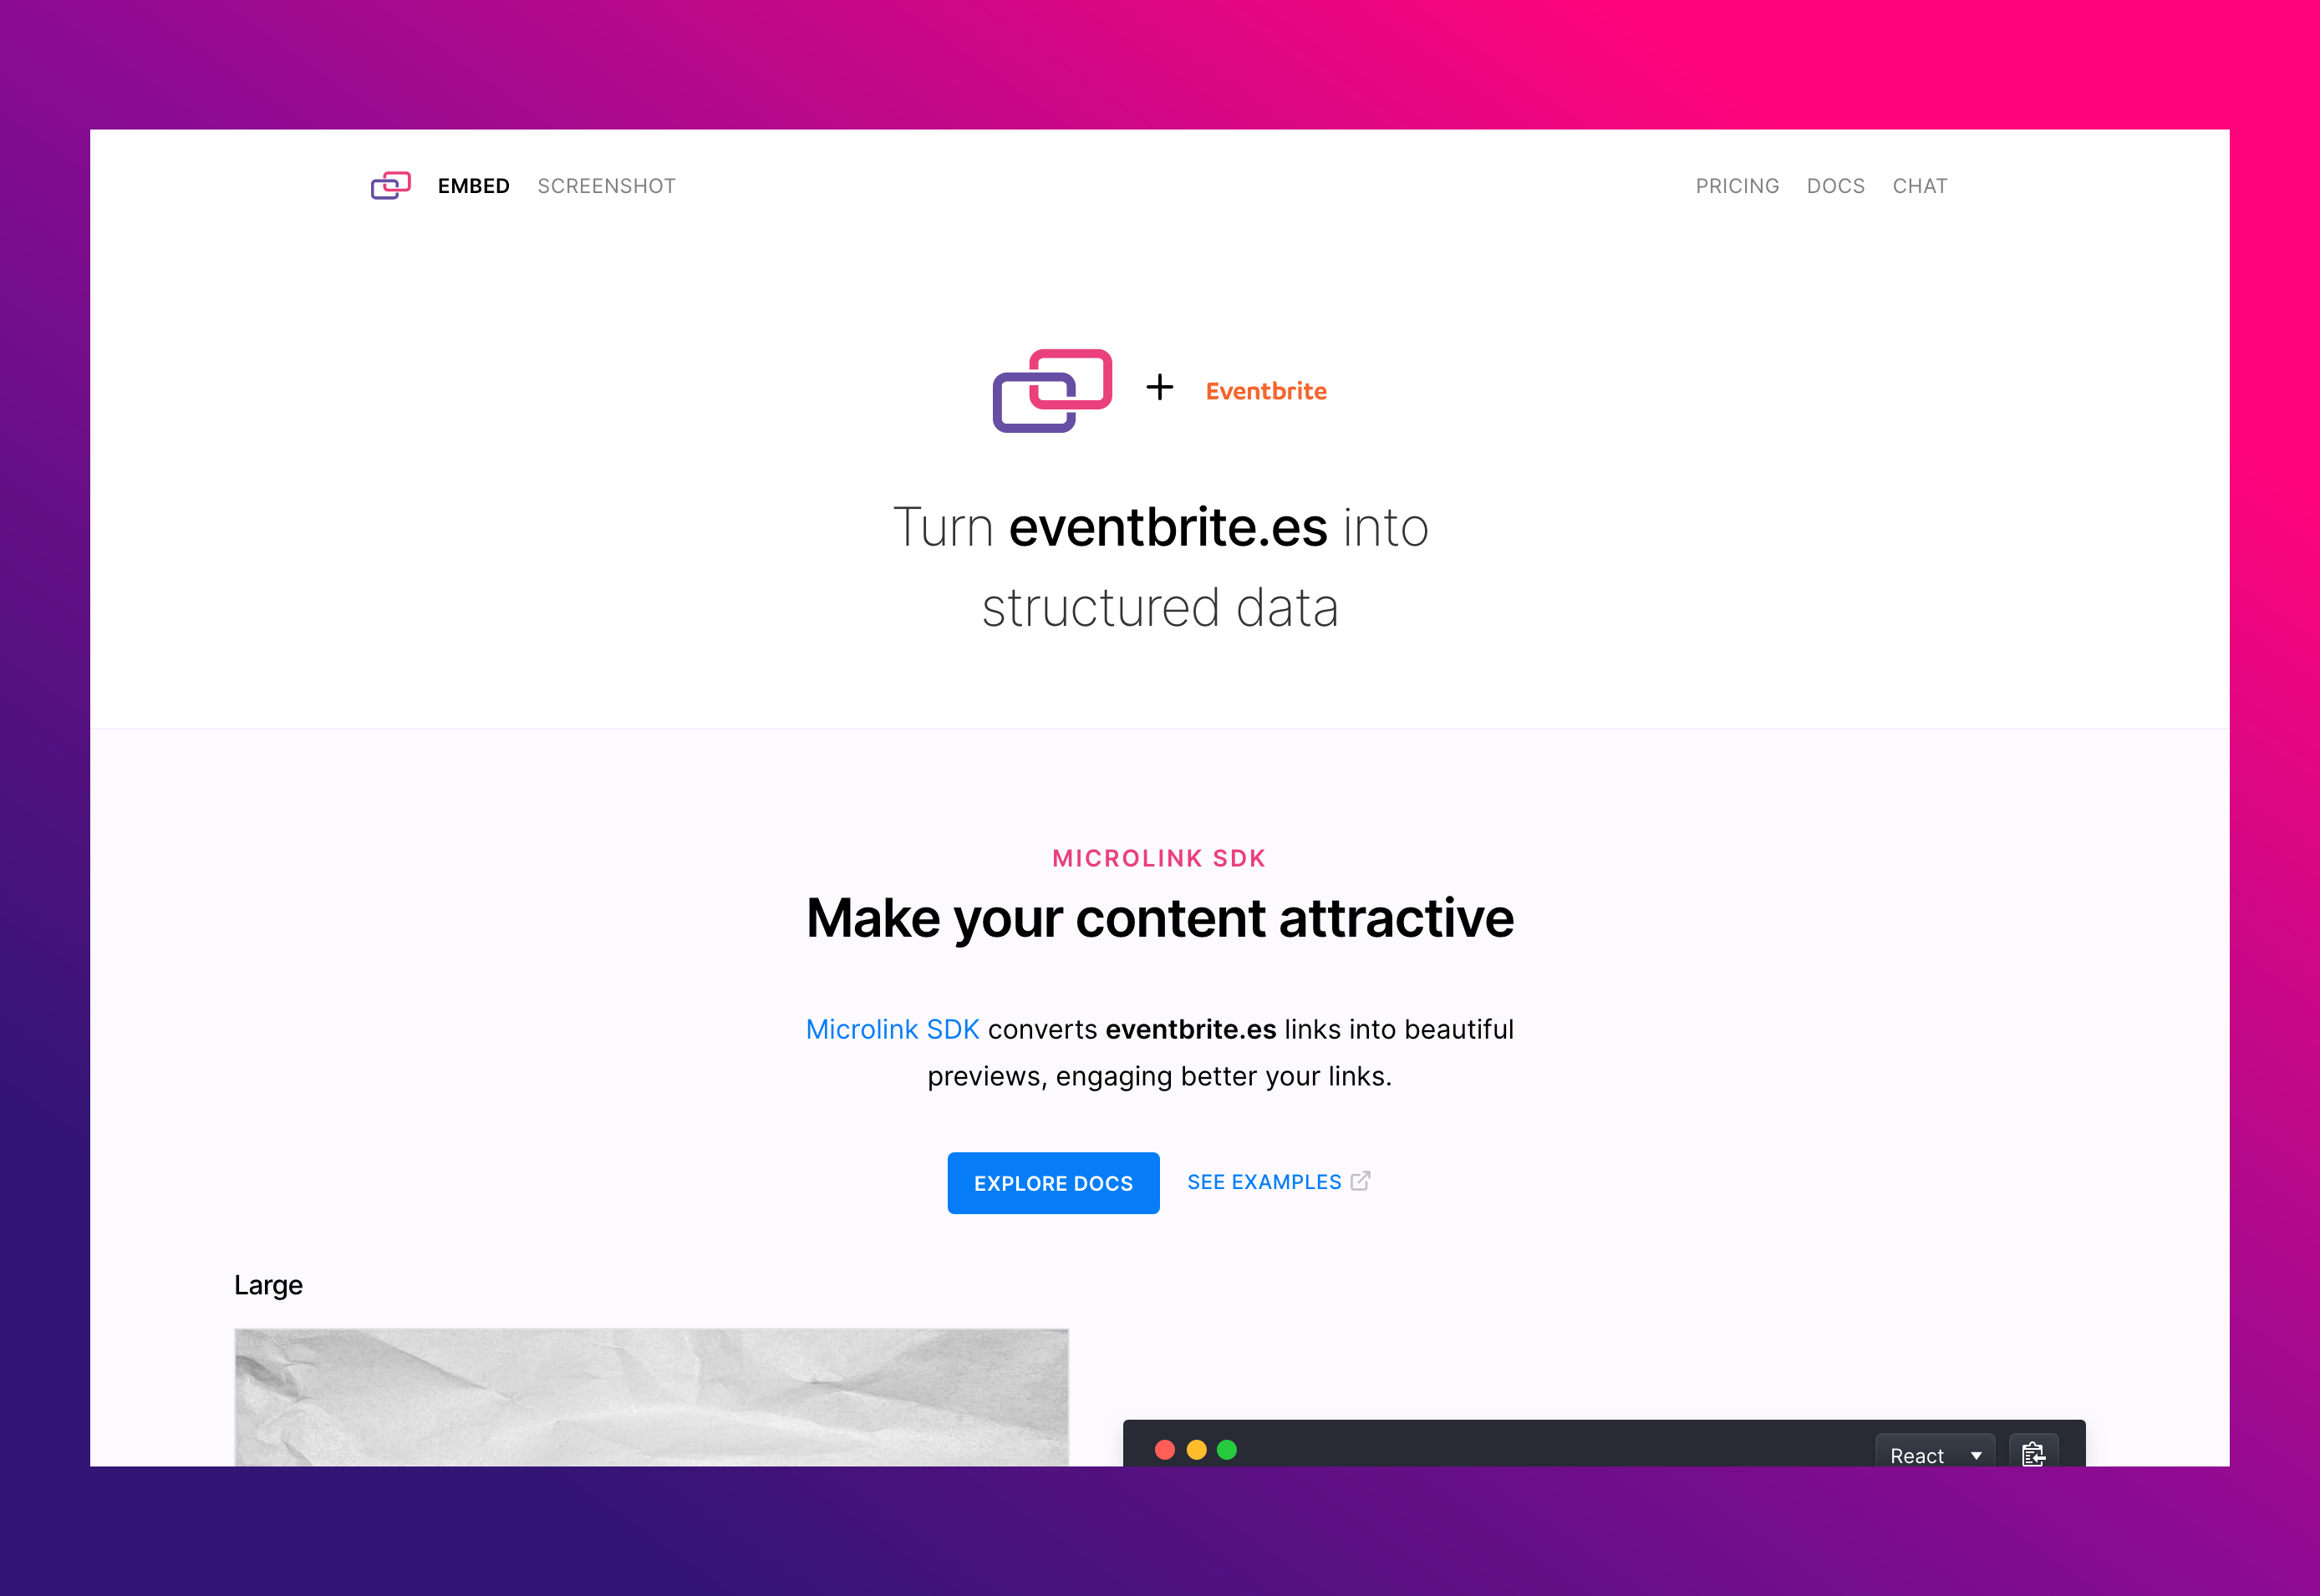 EMBED SCREENSHOT PRICING DOCS CHAT
+ Eventbrite
Turn eventbrite.es into
structured data
MICROLINK SDK
Make your content attractive
Microlink SDK converts eventbrite.es links into beautiful
previews, engaging better your links.
EXPLORE DOCS SEE EXAMPLES
Large
React